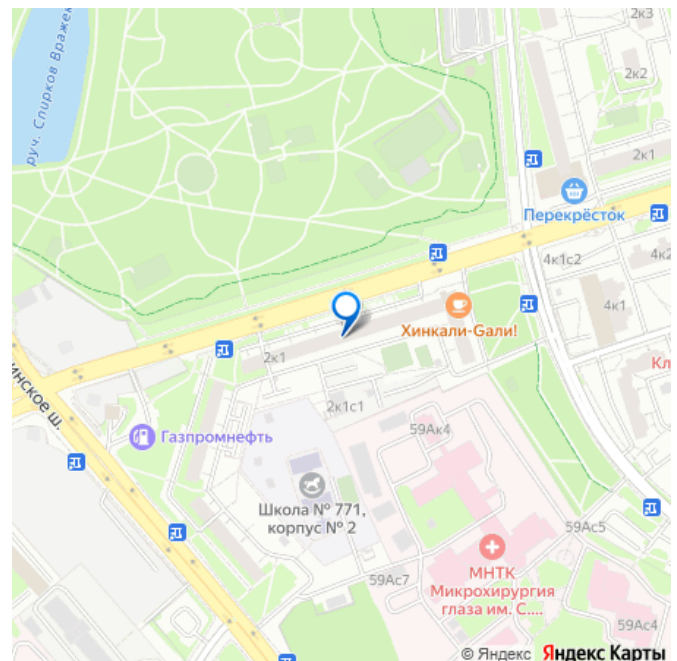 2к3
2к2
2к1
руч. Спирков Вражек
Перекрёсток
4к1с2
4к2
4к1
Хинкали-Gали!
2к1
инское ш.
Кл
2к1с1
59Ак4
Газпромнефть
Школа № 771,
корпус № 2
59Ас5
МНТК
Микрохирургия
глаза им. С....
59Ас7
59Ас4
© Яндекс Яндекс Карты